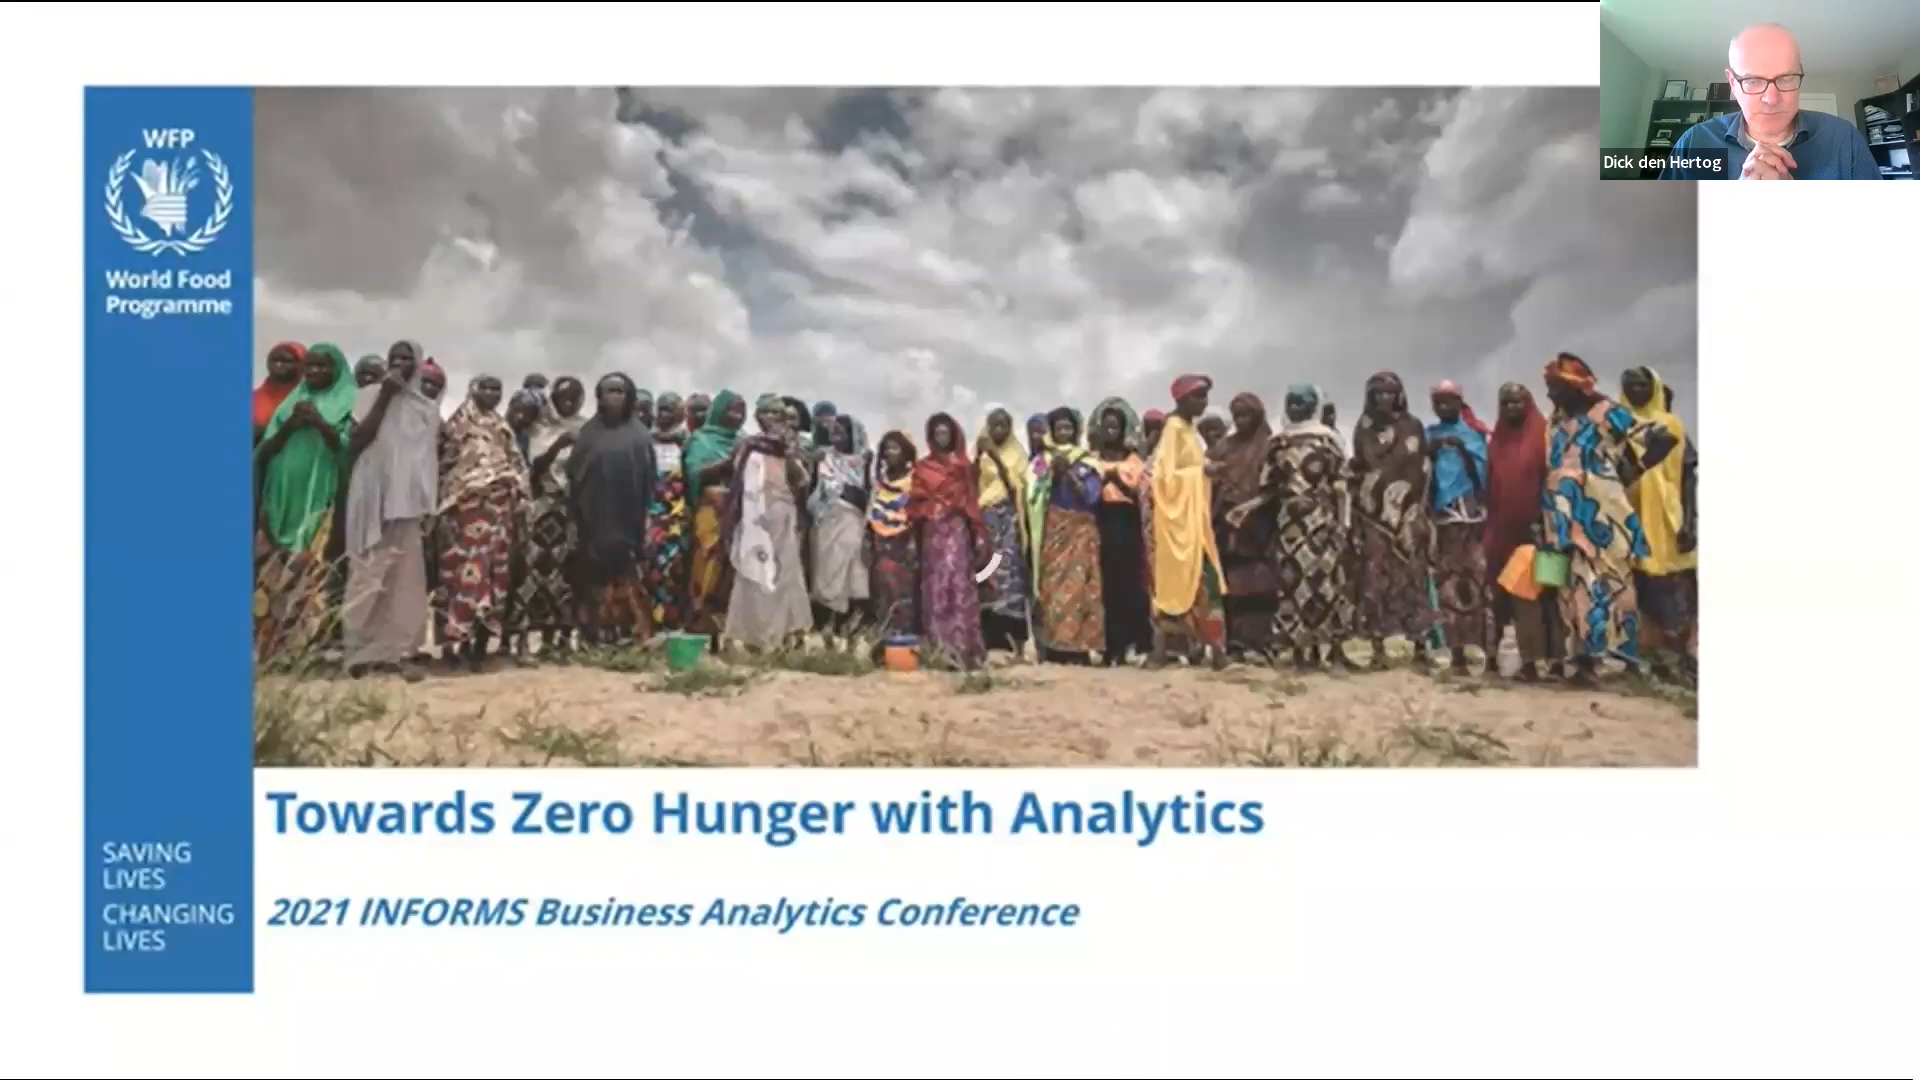 Dick den Hertog
WFP
World Food
Programme
SAVING
LIVES
CHANGING
LIVES
Towards Zero Hunger with Analytics
2021 INFORMS Business Analytics Conference